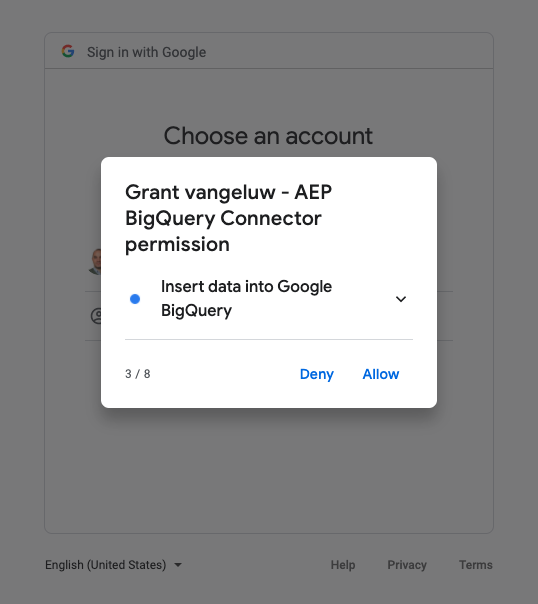 Sign in with Google
Choose an account
Grant vangeluw - AEP
BigQuery Connector
permission
Insert data into Google
BigQuery
3 / 8
Deny
Allow
English (United States)
Help
Privacy
Terms